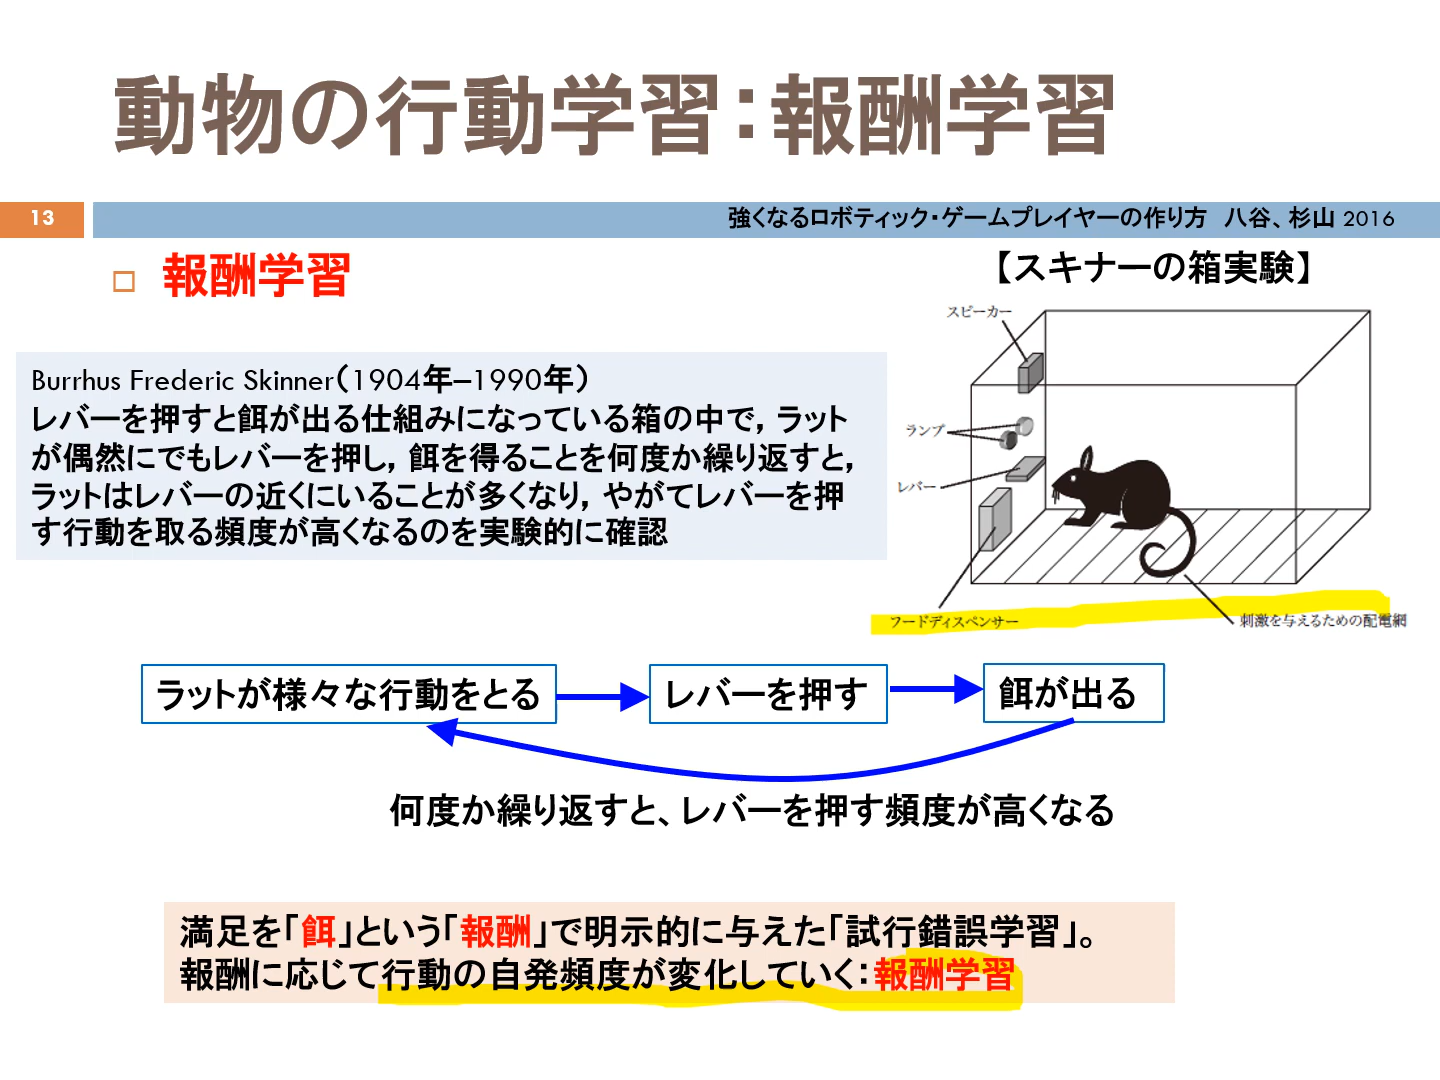 動物の行動学習：報酬学習
13
強くなるロボティック・ゲームプレイヤーの作り方　八谷、杉山 2016
報酬学習
【スキナーの箱実験】
Burrhus Frederic Skinner（1904年–1990年）
レバーを押すと餌が出る仕組みになっている箱の中で，ラット
が偶然にでもレバーを押し，餌を得ることを何度か繰り返すと，
ラットはレバーの近くにいることが多くなり，やがてレバーを押
す行動を取る頻度が高くなるのを実験的に確認
スピーカー
ランプ
レバー
フードディスペンサー
刺激を与えるための配電網
ラットが様々な行動をとる
レバーを押す
餌が出る
何度か繰り返すと、レバーを押す頻度が高くなる
満足を「餌」という「報酬」で明示的に与えた「試行錯誤学習」。
報酬に応じて行動の自発頻度が変化していく：報酬学習